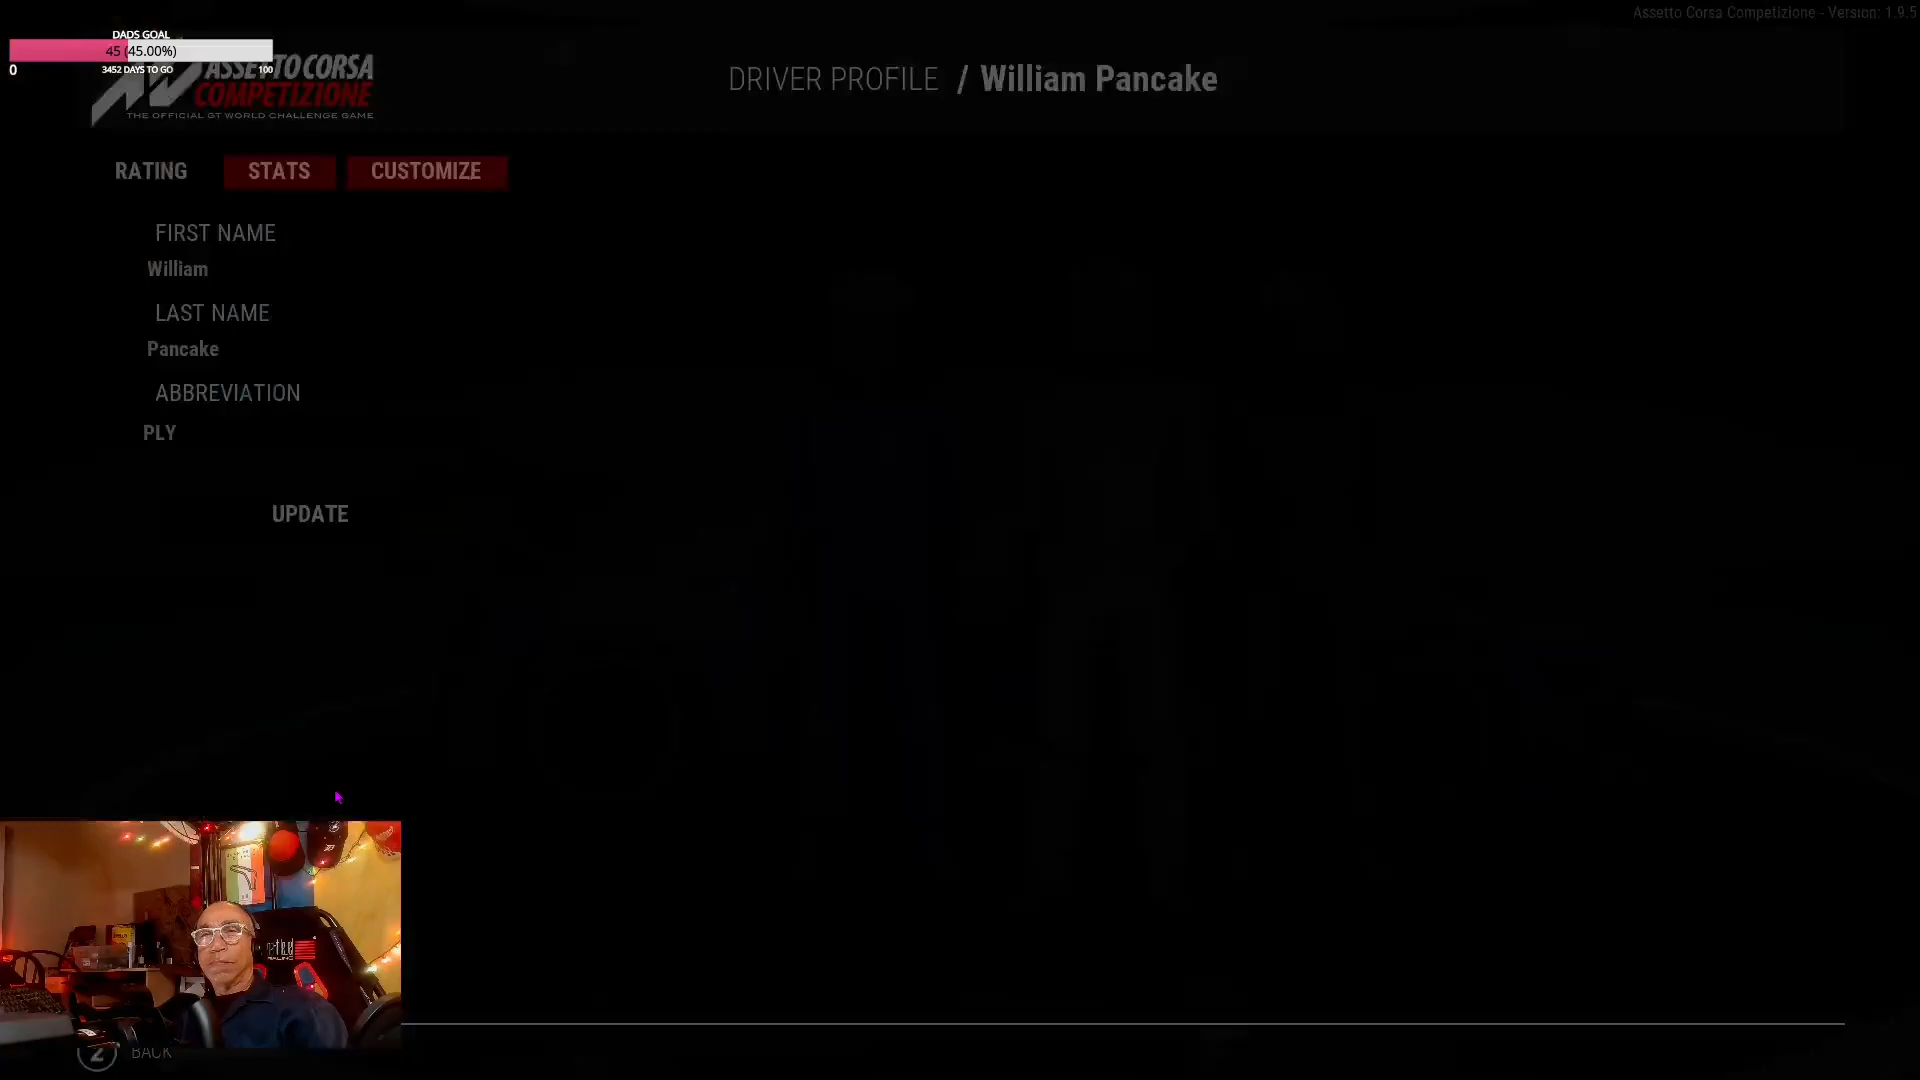 Assetto Corsa Competizione - Version: 1.9.5
DADS GOAL
45 (45.00%)
0
3452 DAYS TO GO
100
ASSETTO CORSA
COMPETIZIONE
THE OFFICIAL GT WORLD CHALLENGE GAME
DRIVER PROFILE / William Pancake
RATING
STATS
CUSTOMIZE
FIRST NAME
William
LAST NAME
Pancake
ABBREVIATION
PLY
UPDATE
2
BACK